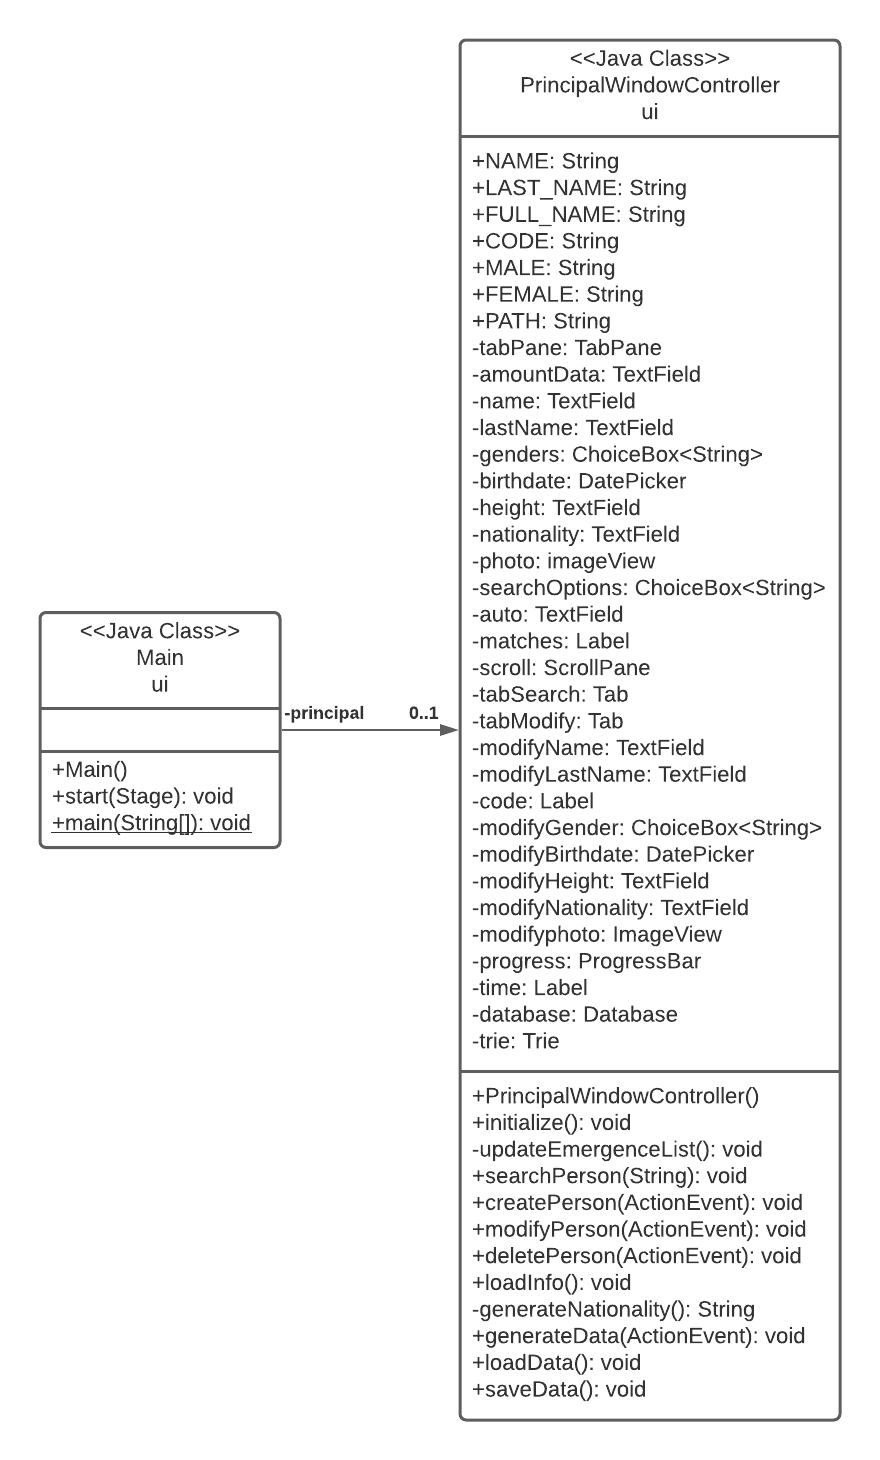 <<Java Class>>
PrincipalWindowController
ui
+NAME: String
+LAST_NAME: String
+FULL_NAME: String
+CODE: String
+MALE: String
+FEMALE: String
+PATH: String
-tabPane: TabPane
-amountData: TextField
-name: TextField
-lastName: TextField
-genders: ChoiceBox<String>
-birthdate: DatePicker
-height: TextField
-nationality: TextField
-photo: imageView
-searchOptions: ChoiceBox<String>
-auto: TextField
-matches: Label
-scroll: ScrollPane
-tabSearch: Tab
-tabModify: Tab
-modifyName: TextField
-modifyLastName: TextField
-code: Label
-modifyGender: ChoiceBox<String>
-modifyBirthdate: DatePicker
-modifyHeight: TextField
-modifyNationality: TextField
-modifyphoto: ImageView
-progress: ProgressBar
-time: Label
-database: Database
-trie: Trie
+PrincipalWindowController()
+initialize(): void
-updateEmergenceList(): void
+searchPerson(String): void
+createPerson(ActionEvent): void
+modifyPerson(ActionEvent): void
+deletePerson(ActionEvent): void
+loadInfo(): void
-generateNationality(): String
+generateData(ActionEvent): void
+loadData(): void
+saveData(): void
<<Java Class>>
Main
ui
+Main()
+start(Stage): void
+main(String[]): void
-principal 0..1